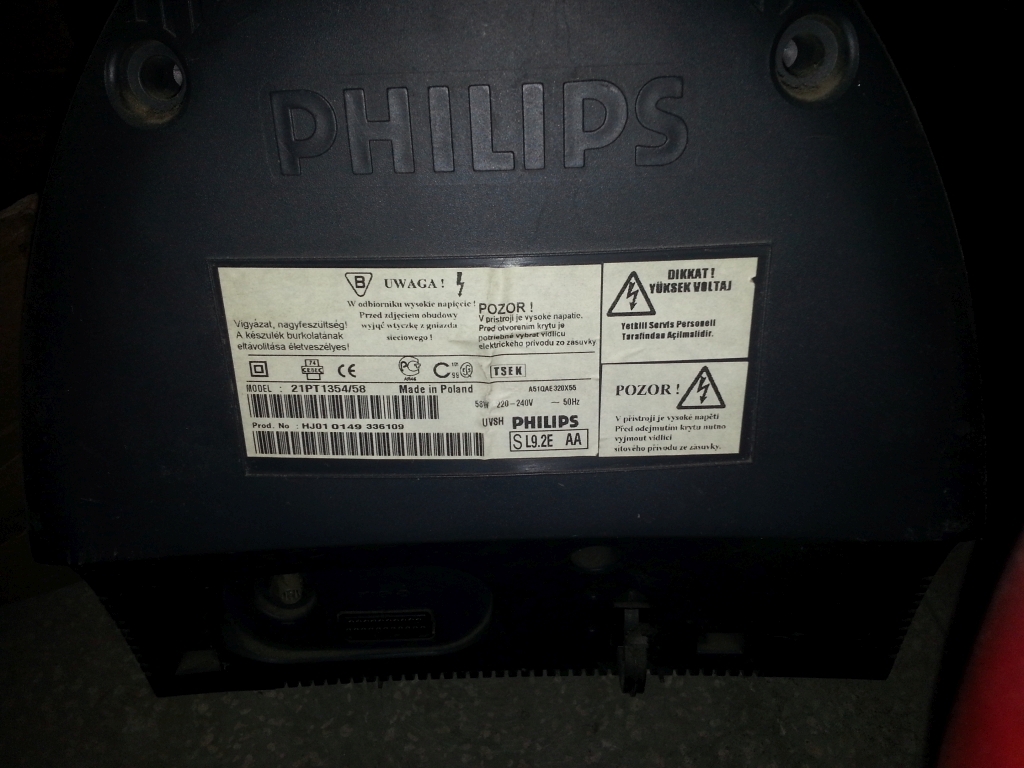 PHILIPS
B UWAGA !
W odbiorniku wysokie napięcie !
Przed zdjęciem obudowy
wyjąć wtyczkę z gniazda
sieciowego !
Vigyázat, nagyfeszültség!
A készülék burkolatának
eltávolítása életveszélyes!
POZOR !
V prístroji je vysoké napätie.
Pred otvorením krytu je
potrebné vybrať vidlicu
elektrického prívodu zo zásuvky.
CE TSEK
MODEL : 21PT1354/58 Made in Poland A51QAE320X55
58W 220-240V 50Hz
Prod. No : HJ01 0149 336109
UVSH PHILIPS
S L9.2E AA
DIKKAT !
YÜKSEK VOLTAJ
Yetkili Servis Personeli
Tarafından Açılmalidir.
POZOR !
V přístroji je vysoké napětí
Před odejmutím krytu nutno
vyjmout vidlici
síťového přívodu ze zásuvky.